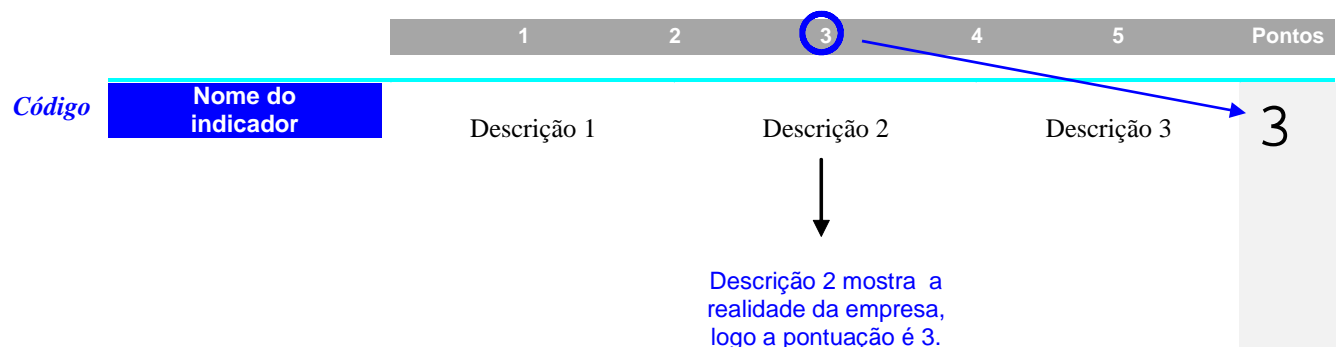 1 2 3 4 5 Pontos
Código
Nome do
indicador
Descrição 1 Descrição 2 Descrição 3
3
Descrição 2 mostra a
realidade da empresa,
logo a pontuação é 3.